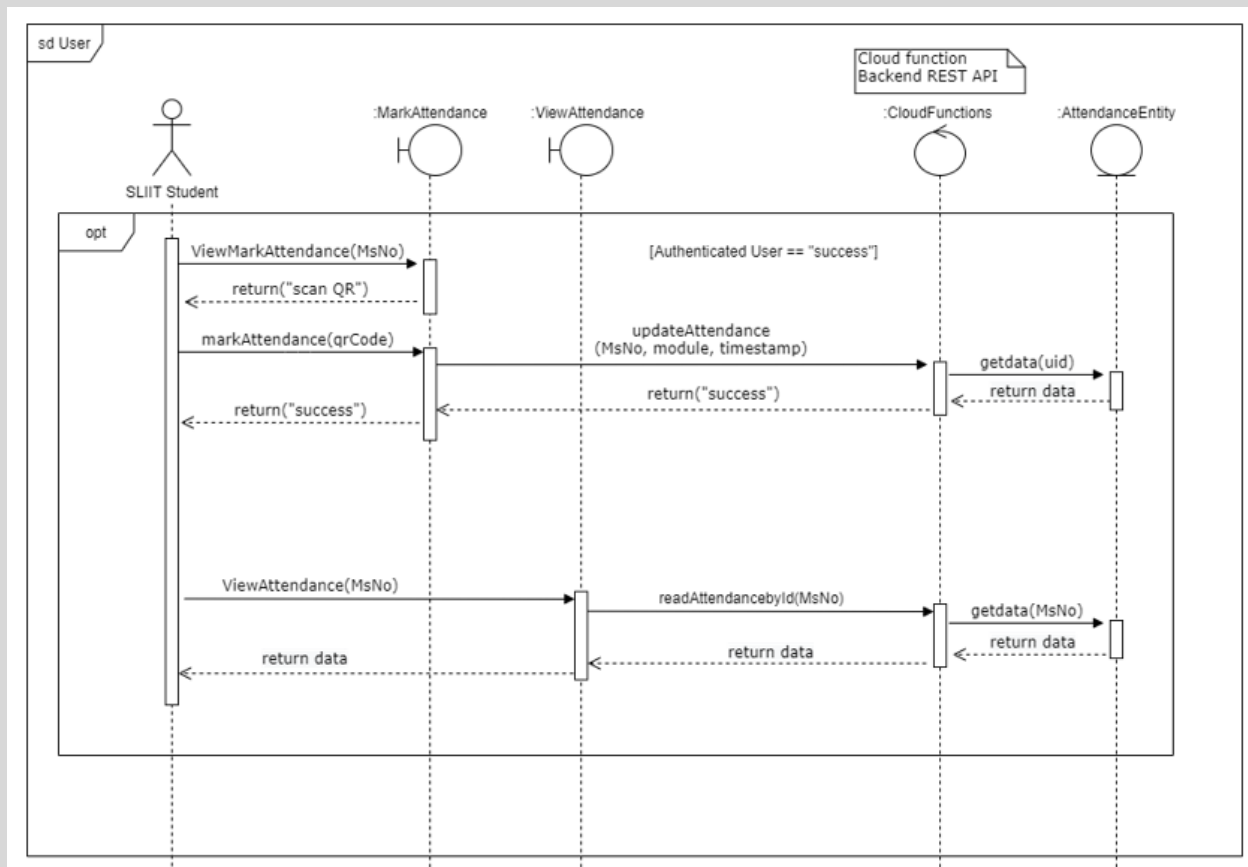 sd User
Cloud function
Backend REST API
:MarkAttendance
:ViewAttendance
:CloudFunctions
:AttendanceEntity
SLIIT Student
opt
ViewMarkAttendance(MsNo)
[Authenticated User == "success"]
return("scan QR")
markAttendance(qrCode)
updateAttendance
(MsNo, module, timestamp)
getdata(uid)
return data
return("success")
return("success")
ViewAttendance(MsNo)
readAttendancebyId(MsNo)
getdata(MsNo)
return data
return data
return data